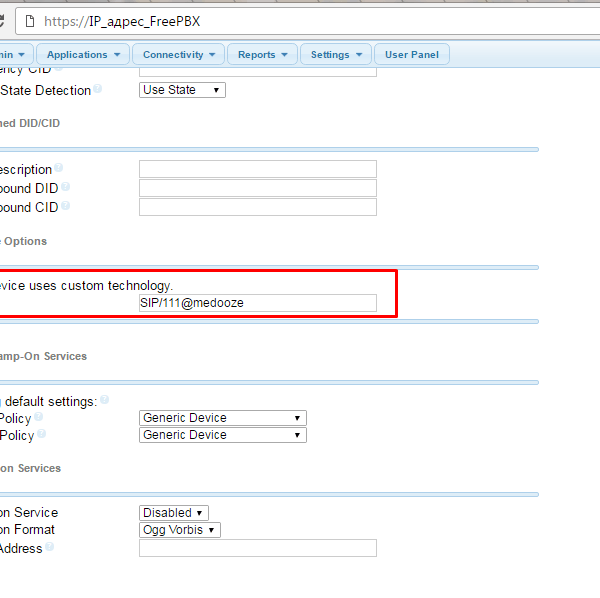 https://IP_адрес_FreePBX
min Applications Connectivity Reports Settings User Panel
ency CID
State Detection Use State
ned DID/CID
escription
bound DID
bound CID
Options
evice uses custom technology.
SIP/111@medooze
amp-On Services
default settings:
Policy Generic Device
Policy Generic Device
on Services
on Service Disabled
on Format Ogg Vorbis
Address